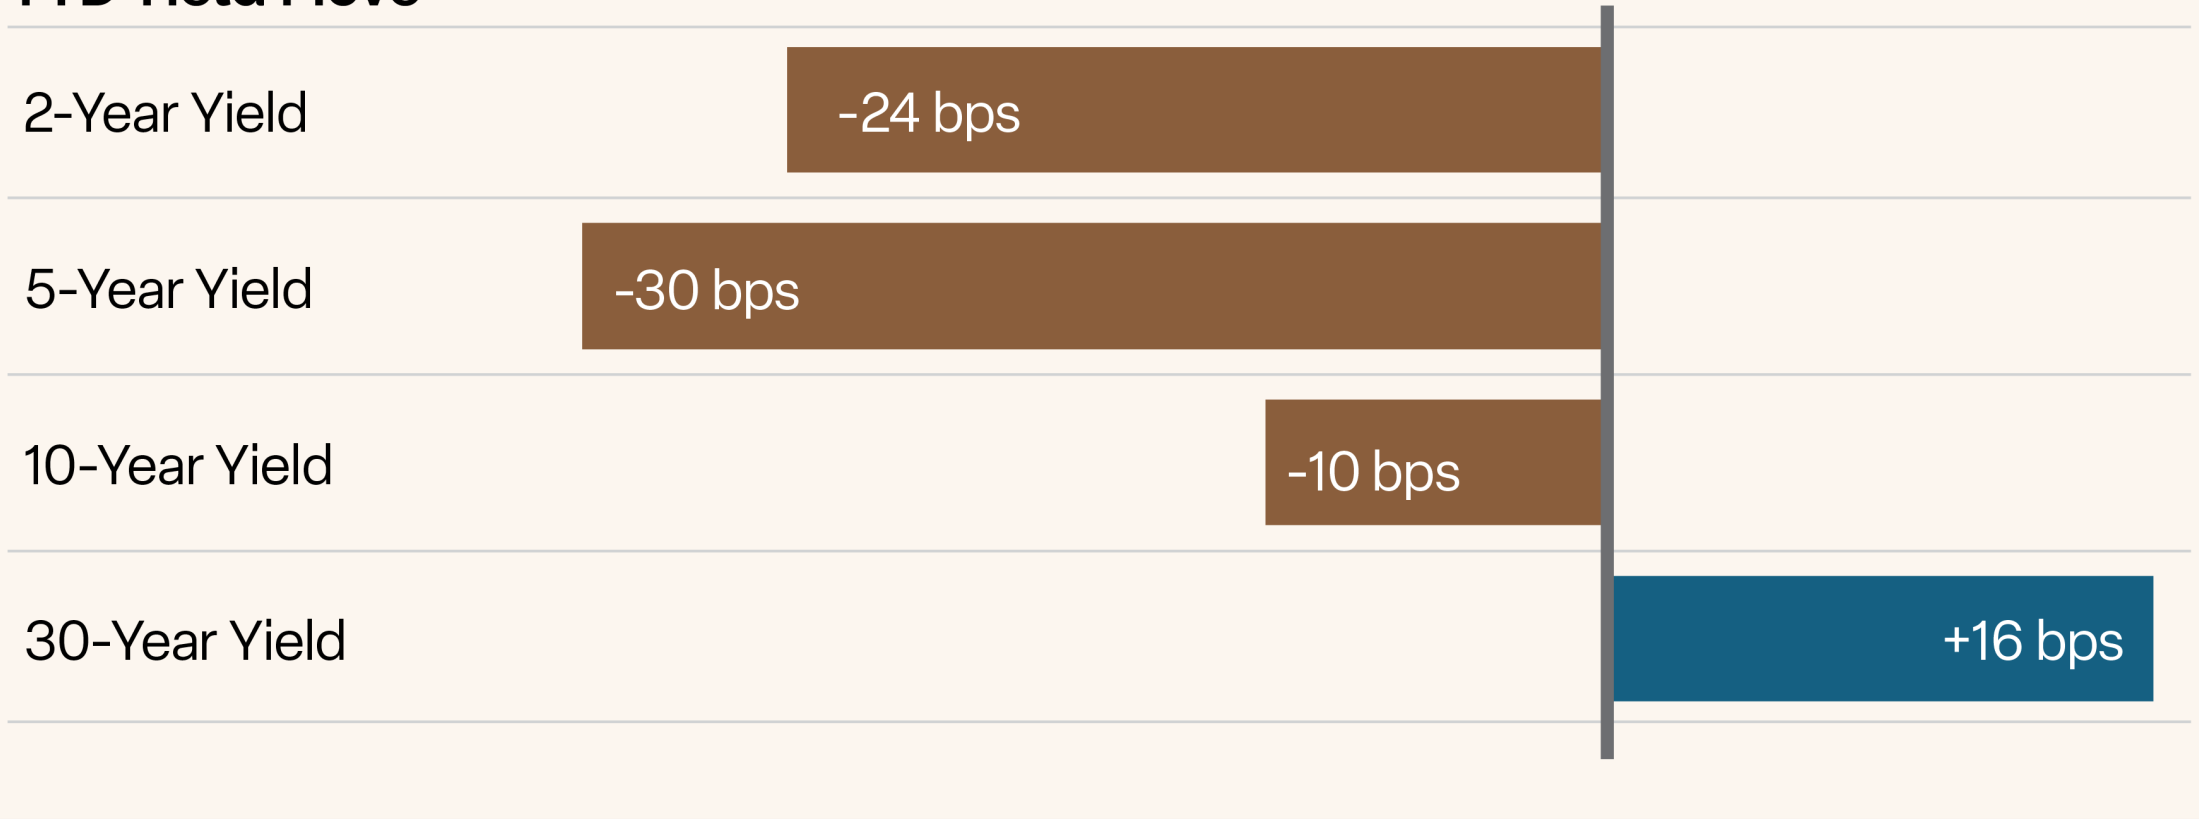 2-Year Yield
-24 bps
5-Year Yield
-30 bps
10-Year Yield
-10 bps
30-Year Yield
+16 bps